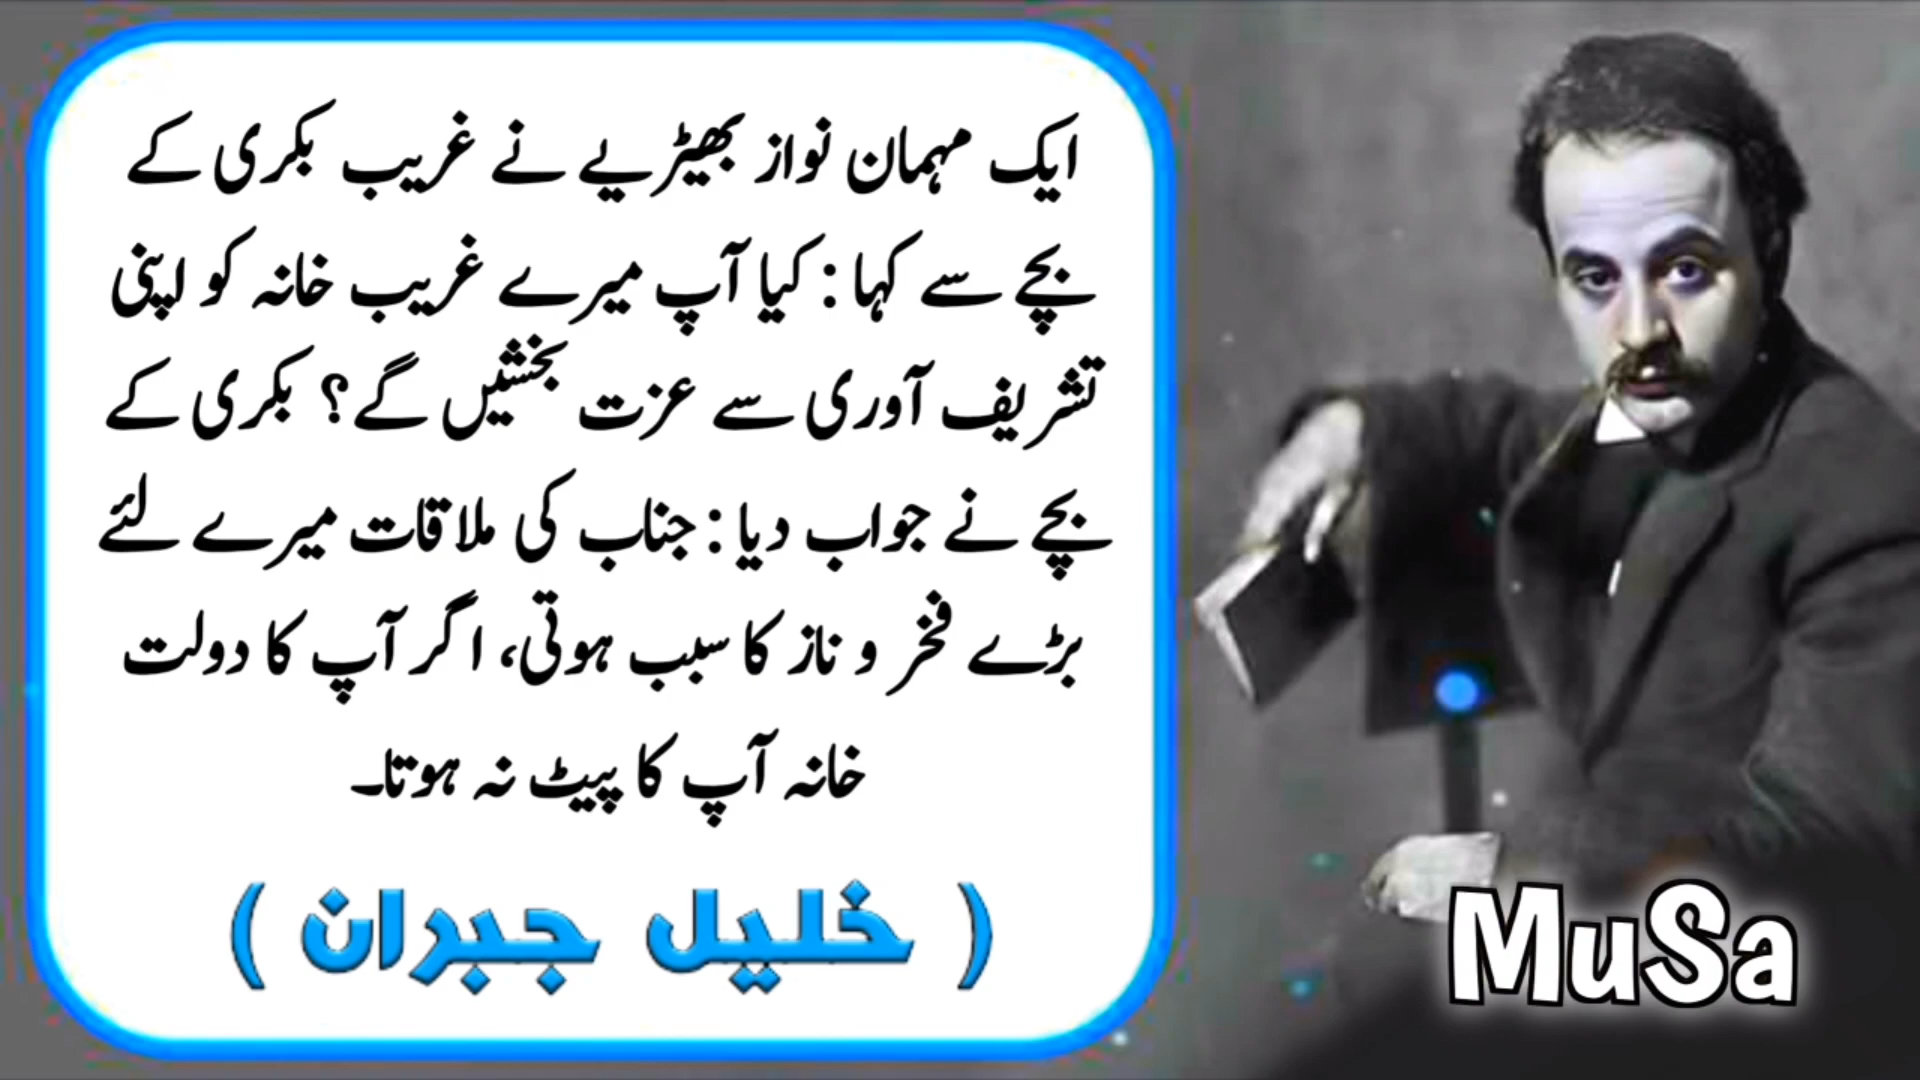 ایک مہمان نواز بھیڑیے نے غریب بکری کے
بچے سے کہا : کیا آپ میرے غریب خانہ کو اپنی
تشریف آوری سے عزت بخشیں گے؟ بکری کے
بچے نے جواب دیا : جناب کی ملاقات میرے لئے
بڑے فخر و ناز کا سبب ہوتی، اگر آپ کا دولت
خانہ آپ کا پیٹ نہ ہوتا۔
( خلیل جبران )
MuSa